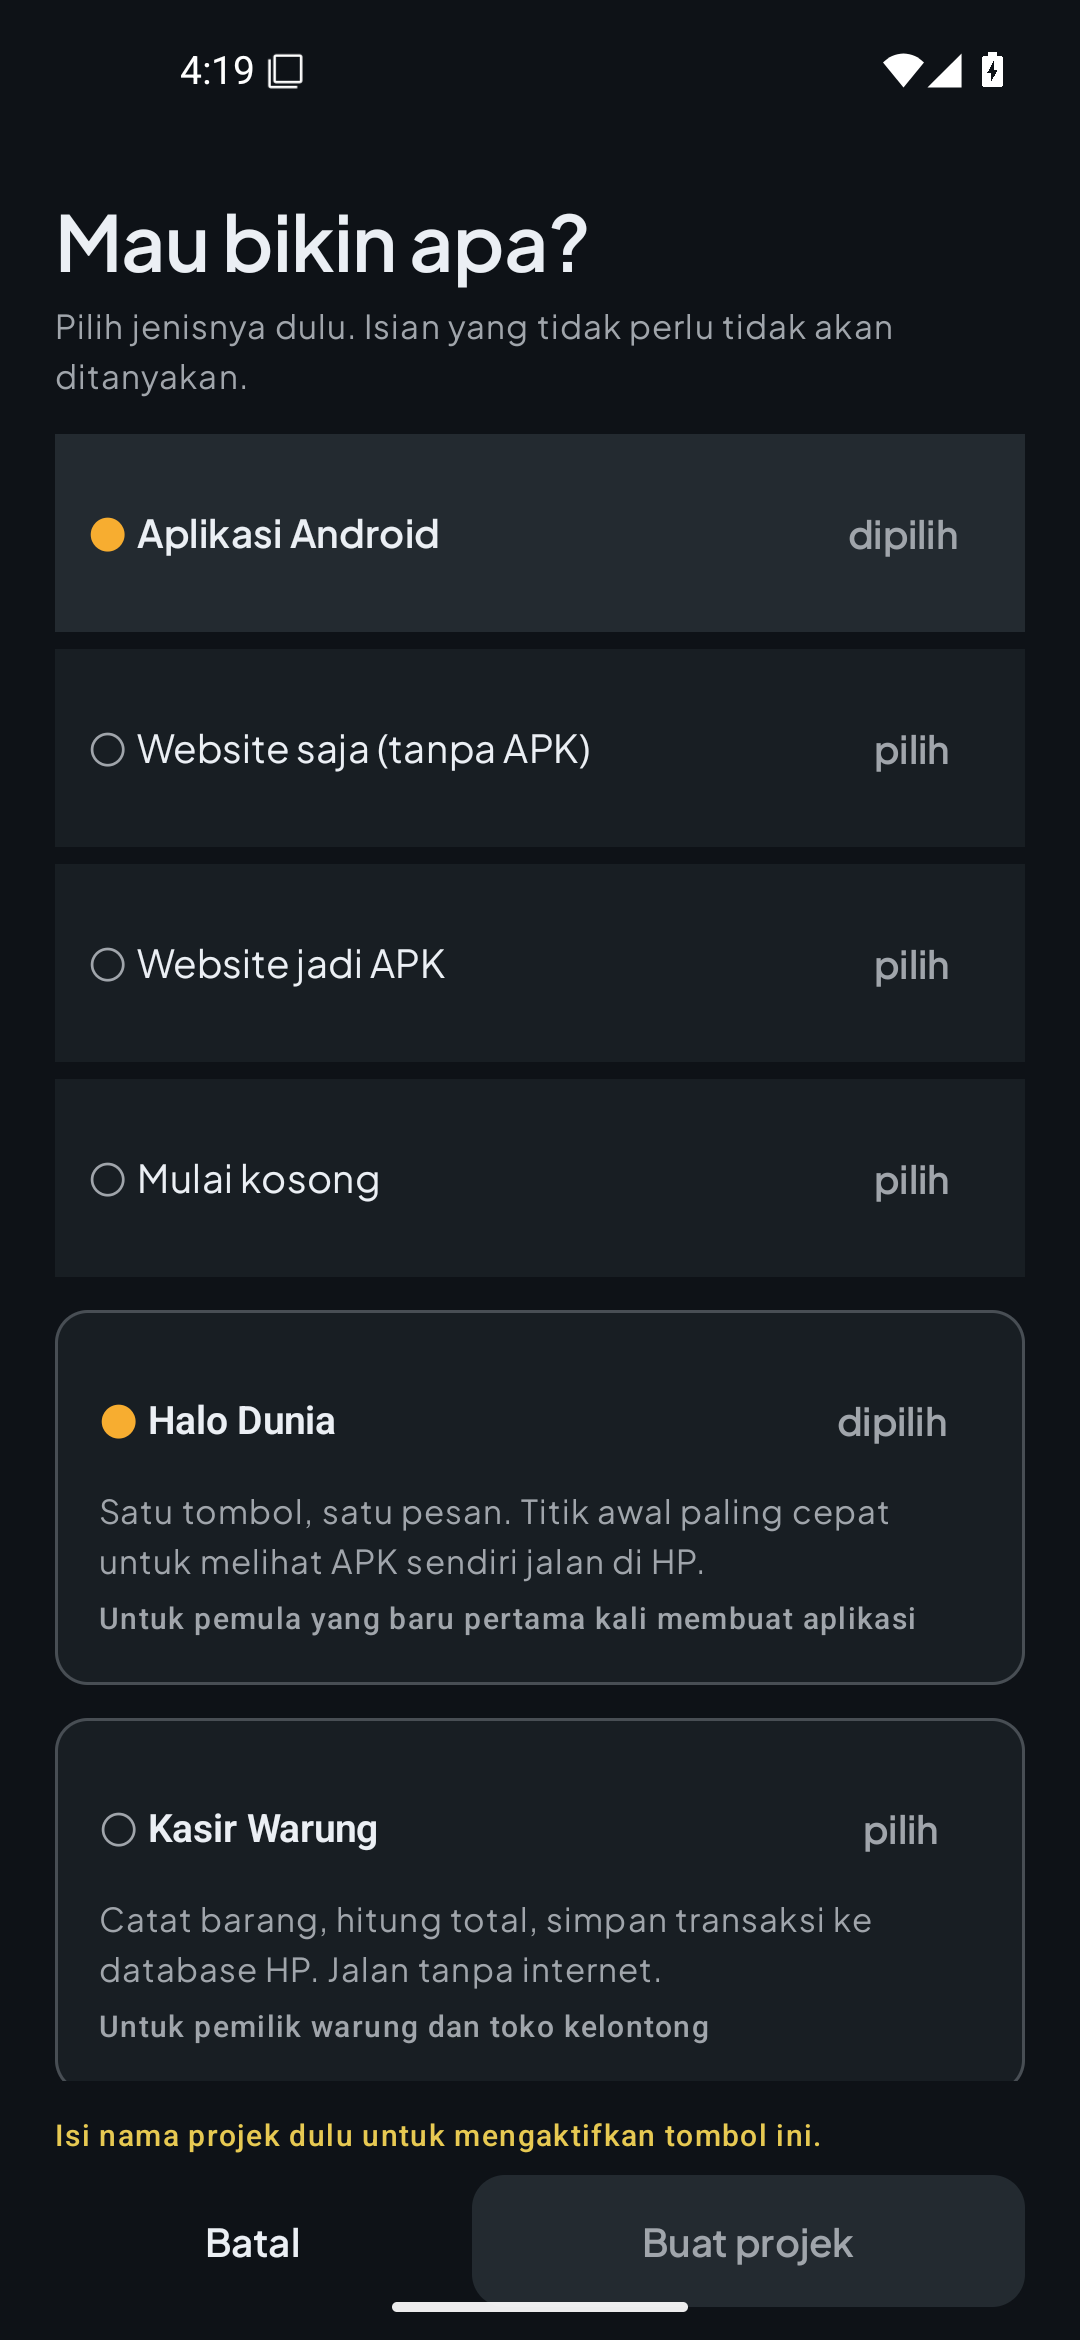 4:19
Mau bikin apa?
Pilih jenisnya dulu. Isian yang tidak perlu tidak akan
ditanyakan.
Aplikasi Android
dipilih
Website saja (tanpa APK)
pilih
Website jadi APK
pilih
Mulai kosong
pilih
Halo Dunia
dipilih
Satu tombol, satu pesan. Titik awal paling cepat
untuk melihat APK sendiri jalan di HP.
Untuk pemula yang baru pertama kali membuat aplikasi
Kasir Warung
pilih
Catat barang, hitung total, simpan transaksi ke
database HP. Jalan tanpa internet.
Untuk pemilik warung dan toko kelontong
Isi nama projek dulu untuk mengaktifkan tombol ini.
Batal
Buat projek